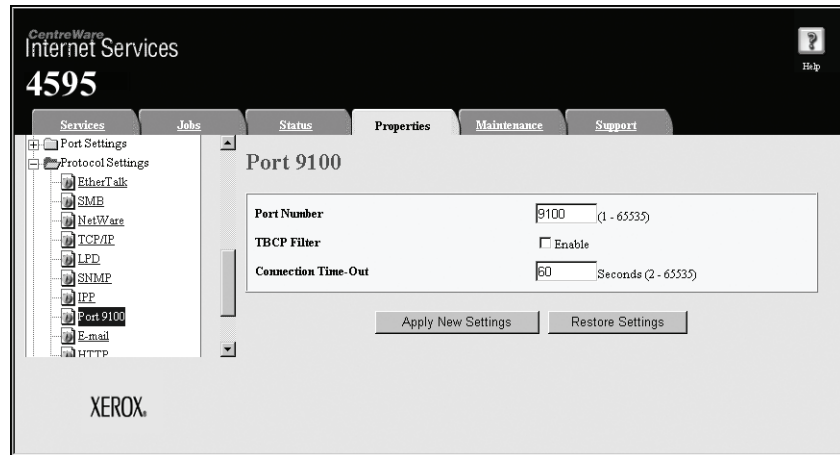 CentreWare
Internet Services
4595
?
Help
Services Jobs Status Properties Maintenance Support
Port Settings
Protocol Settings
EtherTalk
SMB
NetWare
TCP/IP
LPD
SNMP
IPP
Port 9100
E-mail
HTTP
Port 9100
Port Number 9100 (1 - 65535)
TBCP Filter Enable
Connection Time-Out 60 Seconds (2 - 65535)
Apply New Settings Restore Settings
XEROX®